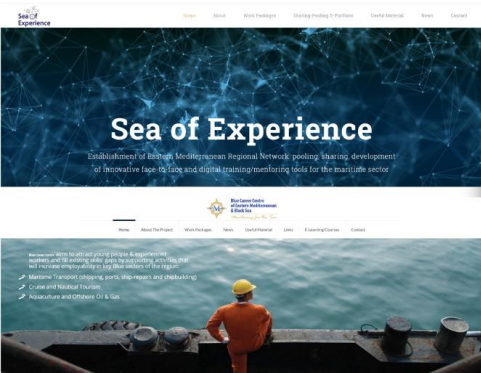 Sea of
Experience
Home About Work Packages Sharing-Pooling E-Portfolio Useful Material News Contact
Sea of Experience
Establishment of Eastern Mediterranean Regional Network: pooling, sharing, development
of innovative face-to-face and digital training/mentoring tools for the maritime sector
Blue Career Centre
of Eastern Mediterranean
& Black Sea
Home About The Project Work Packages News Useful Material Links E-Learning Courses Contact
aims to attract young people & experienced
workers and fill existing skills' gaps by supporting activities that
will increase employability in key Blue sectors of the region:
Maritime Transport (shipping, ports, ship-repairs and shipbuilding)
Cruise and Nautical Tourism
Aquaculture and Offshore Oil & Gas